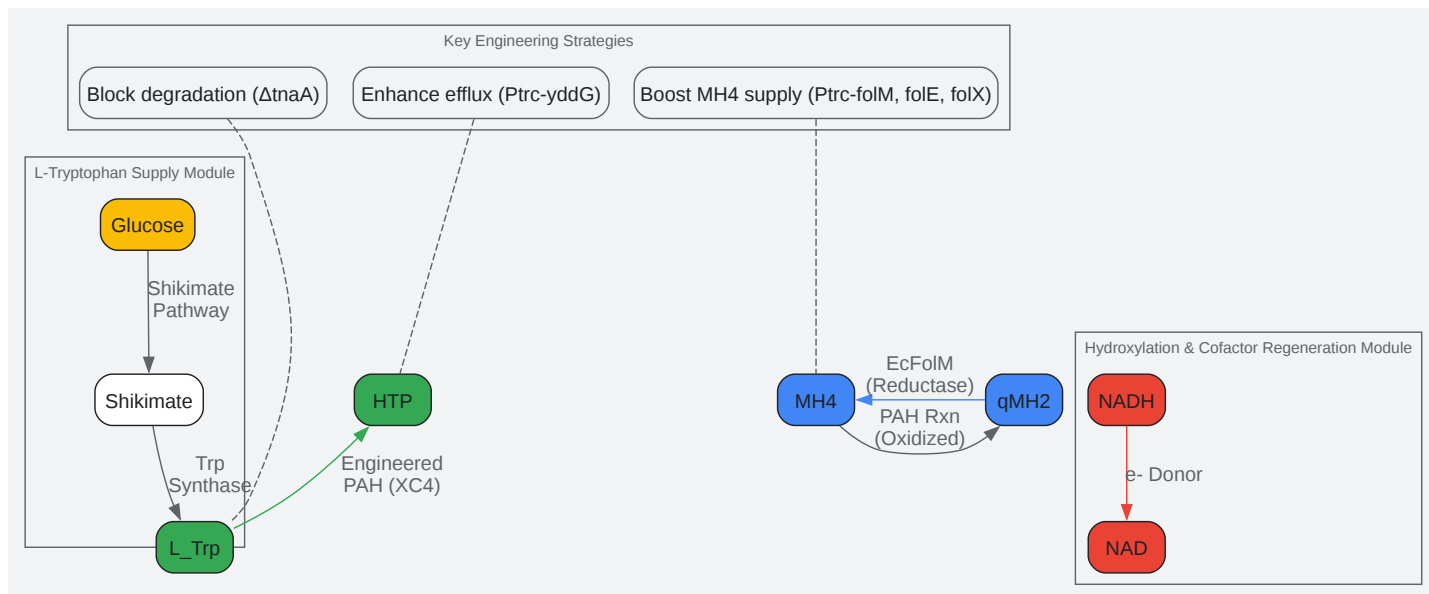 Key Engineering Strategies
Block degradation (ΔtnaA)
Enhance efflux (Ptrc-yddG)
Boost MH4 supply (Ptrc-folM, folE, folX)
L-Tryptophan Supply Module
Glucose
Shikimate
Pathway
Shikimate
Trp
Synthase
L_Trp
HTP
Engineered
PAH (XC4)
MH4
EcFolM
(Reductase)
PAH Rxn
(Oxidized)
qMH2
Hydroxylation & Cofactor Regeneration Module
NADH
e- Donor
NAD